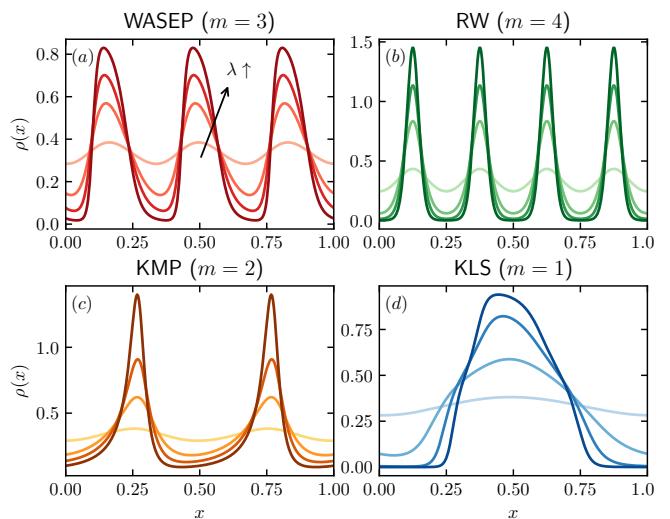 WASEP (m = 3)
RW (m = 4)
(a)
λ ↑
ρ(x)
0.8
0.6
0.4
0.2
0.0
0.00 0.25 0.50 0.75 1.00
(b)
1.5
1.0
0.5
0.0
0.00 0.25 0.50 0.75 1.00
KMP (m = 2)
KLS (m = 1)
(c)
ρ(x)
1.0
0.5
0.00 0.25 0.50 0.75 1.00
x
(d)
0.75
0.50
0.25
0.00
0.00 0.25 0.50 0.75 1.00
x